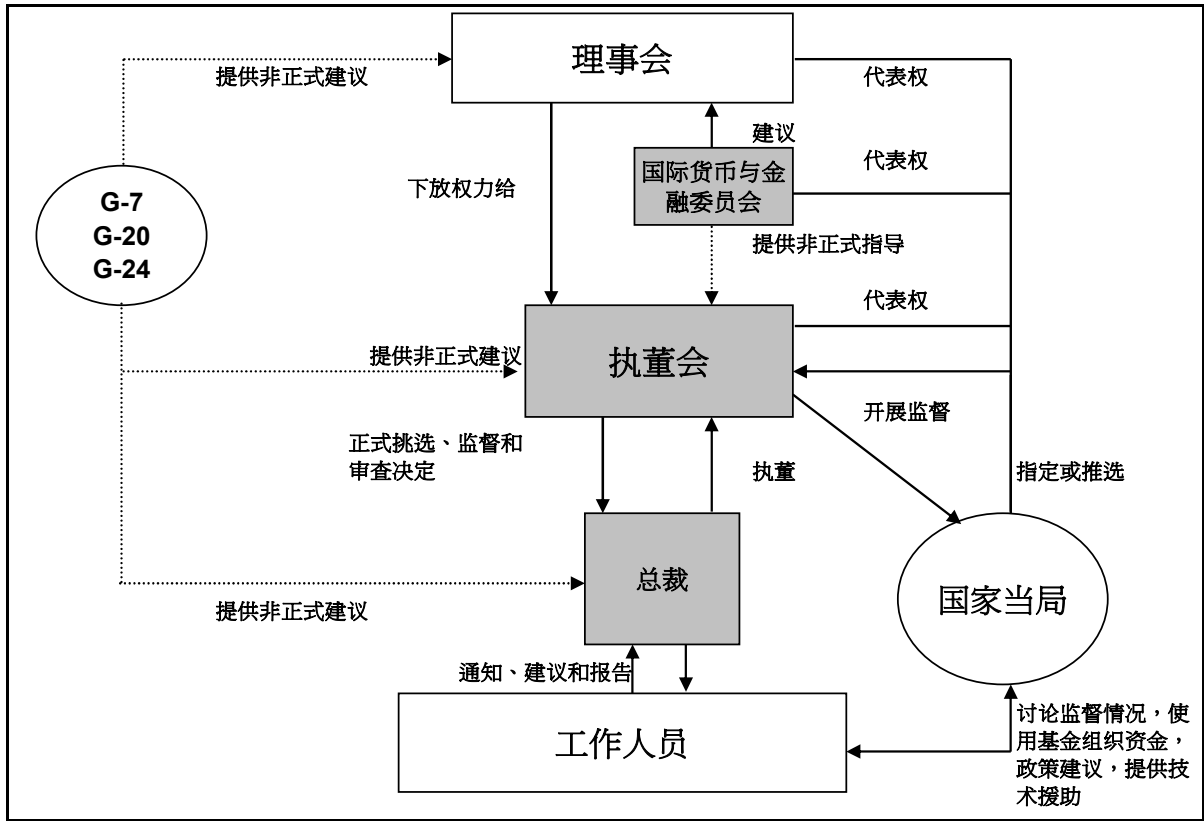 理事会
提供非正式建议
代表权
建议
国际货币与金
融委员会
代表权
下放权力给
G-7
G-20
G-24
提供非正式指导
代表权
提供非正式建议
执董会
开展监督
正式挑选、监督和
审查决定
执董
指定或推选
总裁
国家当局
提供非正式建议
通知、建议和报告
工作人员
讨论监督情况，使
用基金组织资金，
政策建议，提供技
术援助